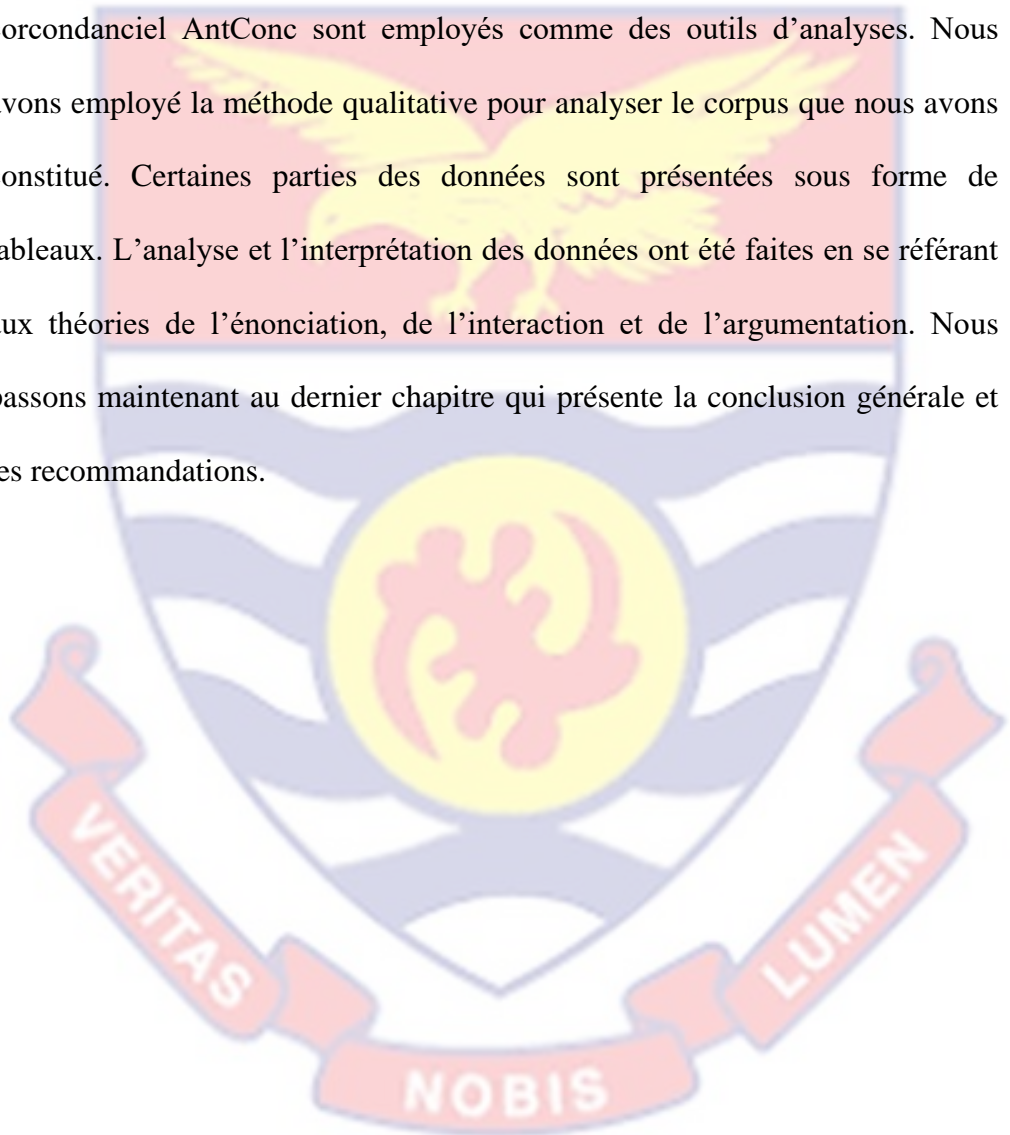 orcondanciel AntConc sont employés comme des outils d’analyses. Nous
avons employé la méthode qualitative pour analyser le corpus que nous avons
constitué. Certaines parties des données sont présentées sous forme de
tableaux. L’analyse et l’interprétation des données ont été faites en se référant
aux théories de l’énonciation, de l’interaction et de l’argumentation. Nous
passons maintenant au dernier chapitre qui présente la conclusion générale et
es recommandations.
VERITAS
NOBIS
LUMEN